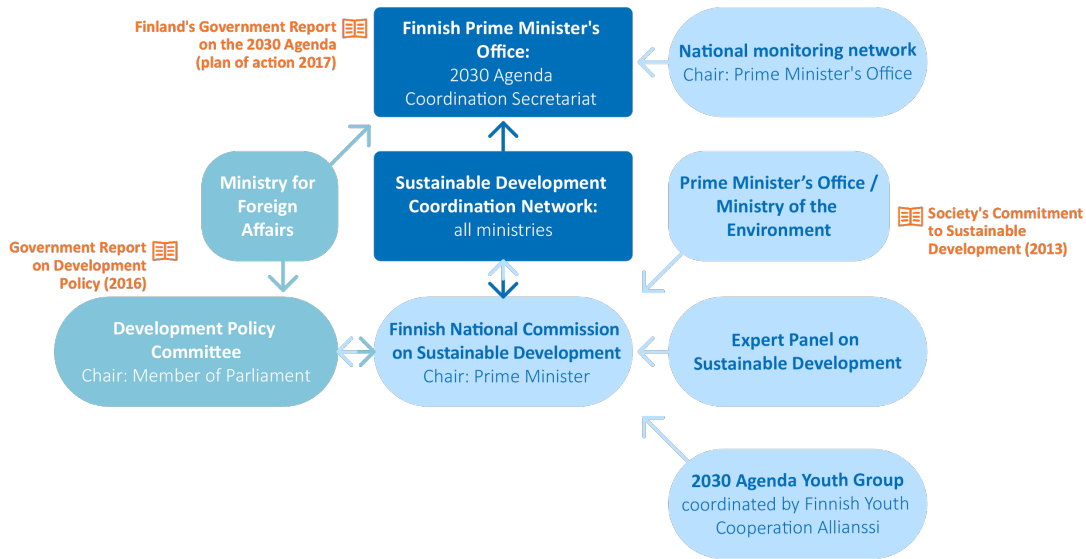 Finland's Government Report
on the 2030 Agenda
(plan of action 2017)
Finnish Prime Minister's
Office:
2030 Agenda
Coordination Secretariat
National monitoring network
Chair: Prime Minister's Office
Ministry for
Foreign
Affairs
Sustainable Development
Coordination Network:
all ministries
Prime Minister’s Office /
Ministry of the
Environment
Society's Commitment
to Sustainable
Development (2013)
Government Report
on Development
Policy (2016)
Development Policy
Committee
Chair: Member of Parliament
Finnish National Commission
on Sustainable Development
Chair: Prime Minister
Expert Panel on
Sustainable Development
2030 Agenda Youth Group
coordinated by Finnish Youth
Cooperation Allianssi